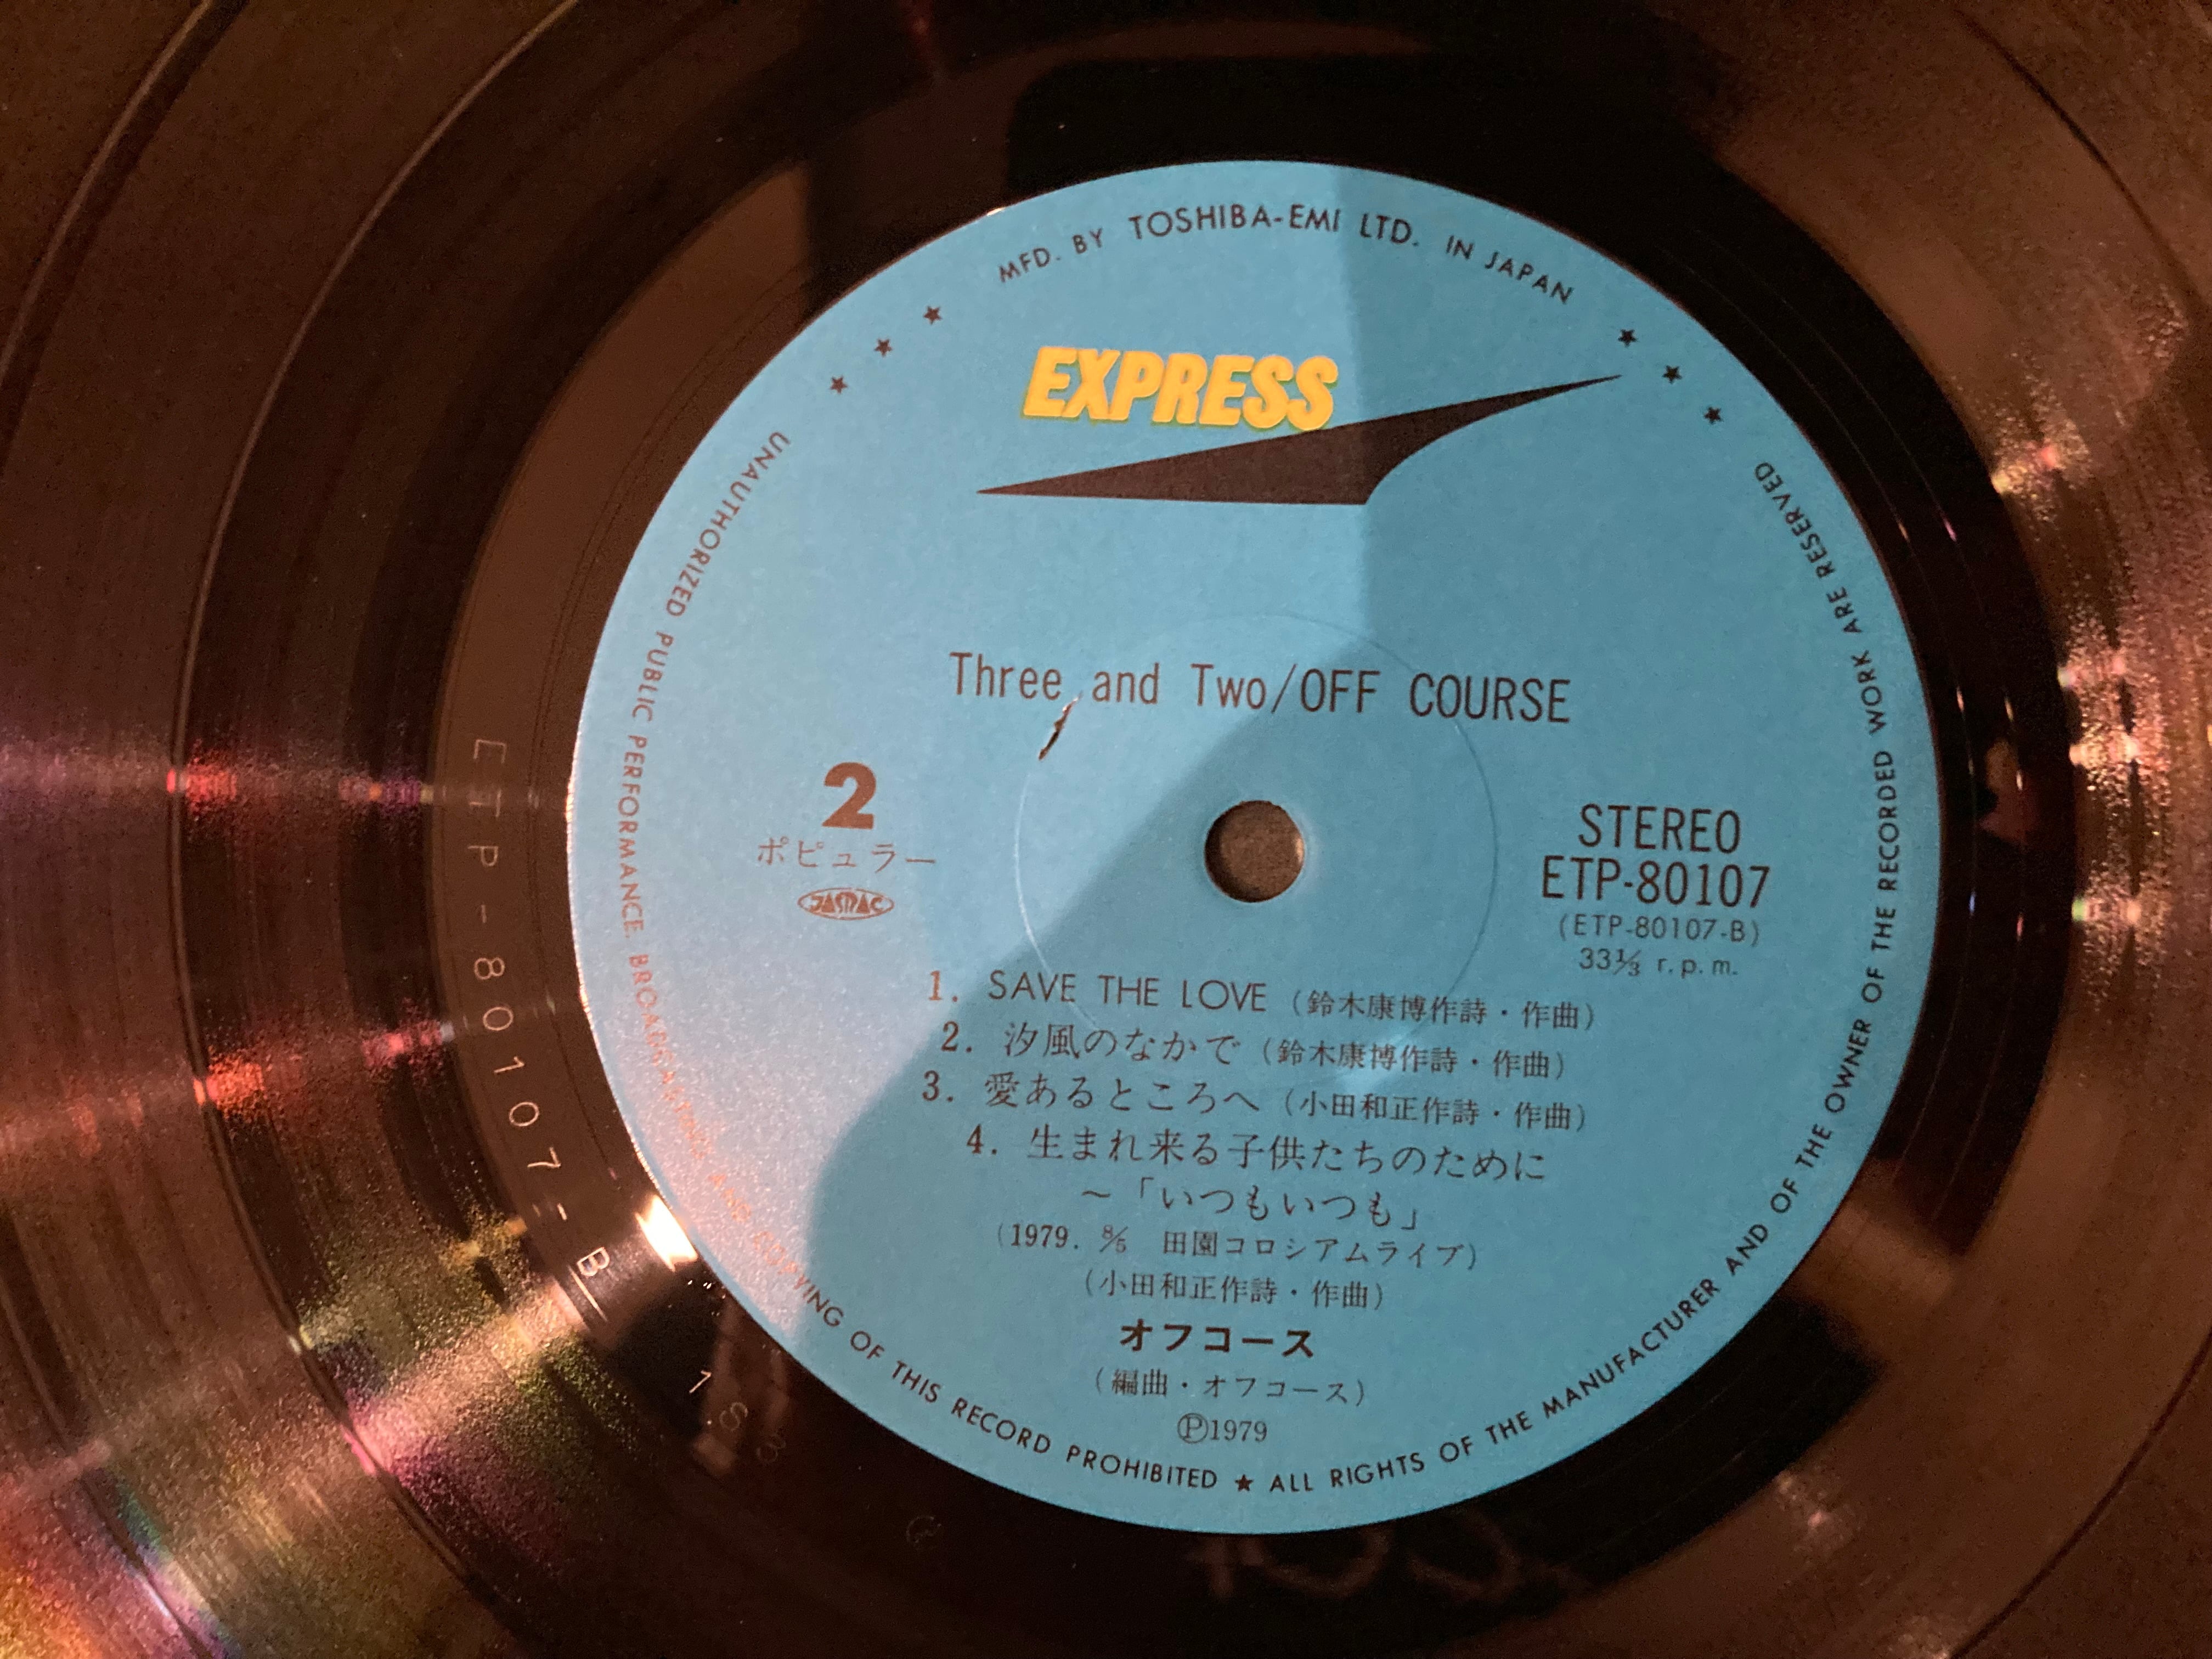 MFD. BY TOSHIBA-EMI LTD. IN JAPAN
EXPRESS
Three and Two/OFF COURSE
2
ポピュラー
JASRAC
STEREO
ETP-80107
(ETP-80107-B)
33⅓ r.p.m.
1. SAVE THE LOVE (鈴木康博作詩・作曲)
2. 汐風のなかで (鈴木康博作詩・作曲)
3. 愛あるところへ (小田和正作詩・作曲)
4. 生まれ来る子供たちのために
～「いつもいつも」
(1979. 8/5 田園コロシアムライブ)
(小田和正作詩・作曲)
オフコース
(編曲・オフコース)
Ⓟ1979
UNAUTHORIZED PUBLIC PERFORMANCE. BROADCASTING AND COPYING OF THIS RECORD PROHIBITED ★ ALL RIGHTS OF THE MANUFACTURER AND OF THE OWNER OF THE RECORDED WORK ARE RESERVED
ETP-80107-B
1S3